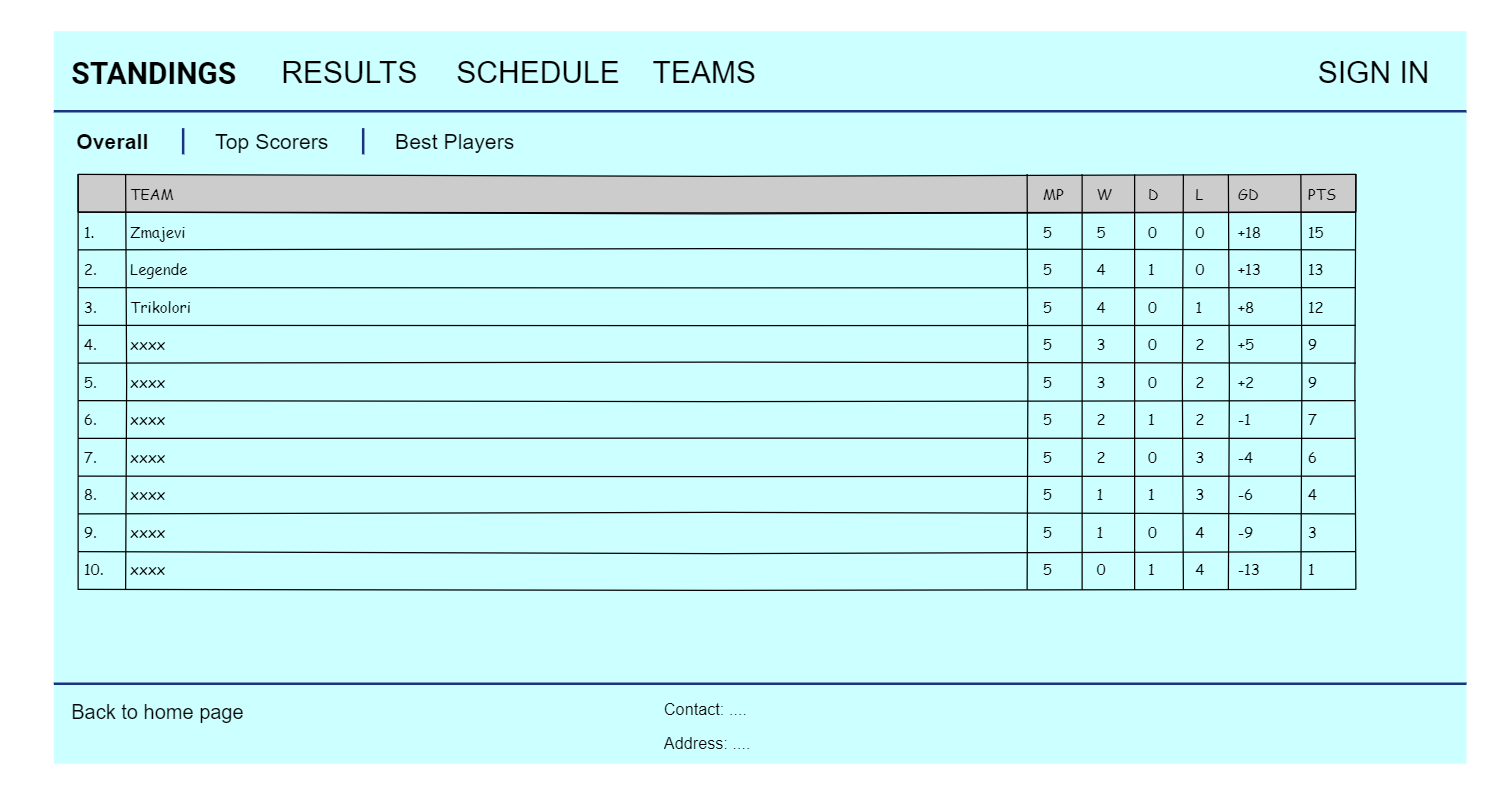 STANDINGS RESULTS SCHEDULE TEAMS SIGN IN
Overall Top Scorers Best Players
TEAM MP W D L GD PTS
1. Zmajevi 5 5 0 0 +18 15
2. Legende 5 4 1 0 +13 13
3. Trikolori 5 4 0 1 +8 12
4. xxxx 5 3 0 2 +5 9
5. xxxx 5 3 0 2 +2 9
6. xxxx 5 2 1 2 -1 7
7. xxxx 5 2 0 3 -4 6
8. xxxx 5 1 1 3 -6 4
9. xxxx 5 1 0 4 -9 3
10. xxxx 5 0 1 4 -13 1
Back to home page Contact: ....
Address: ....